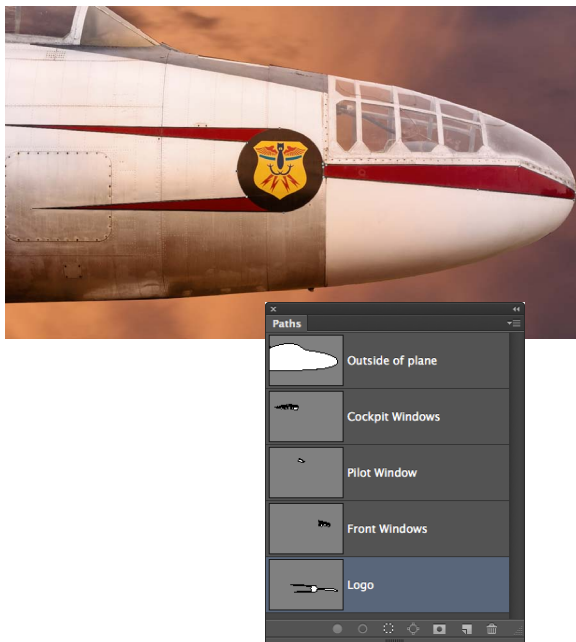 Paths
Outside of plane
Cockpit Windows
Pilot Window
Front Windows
Logo